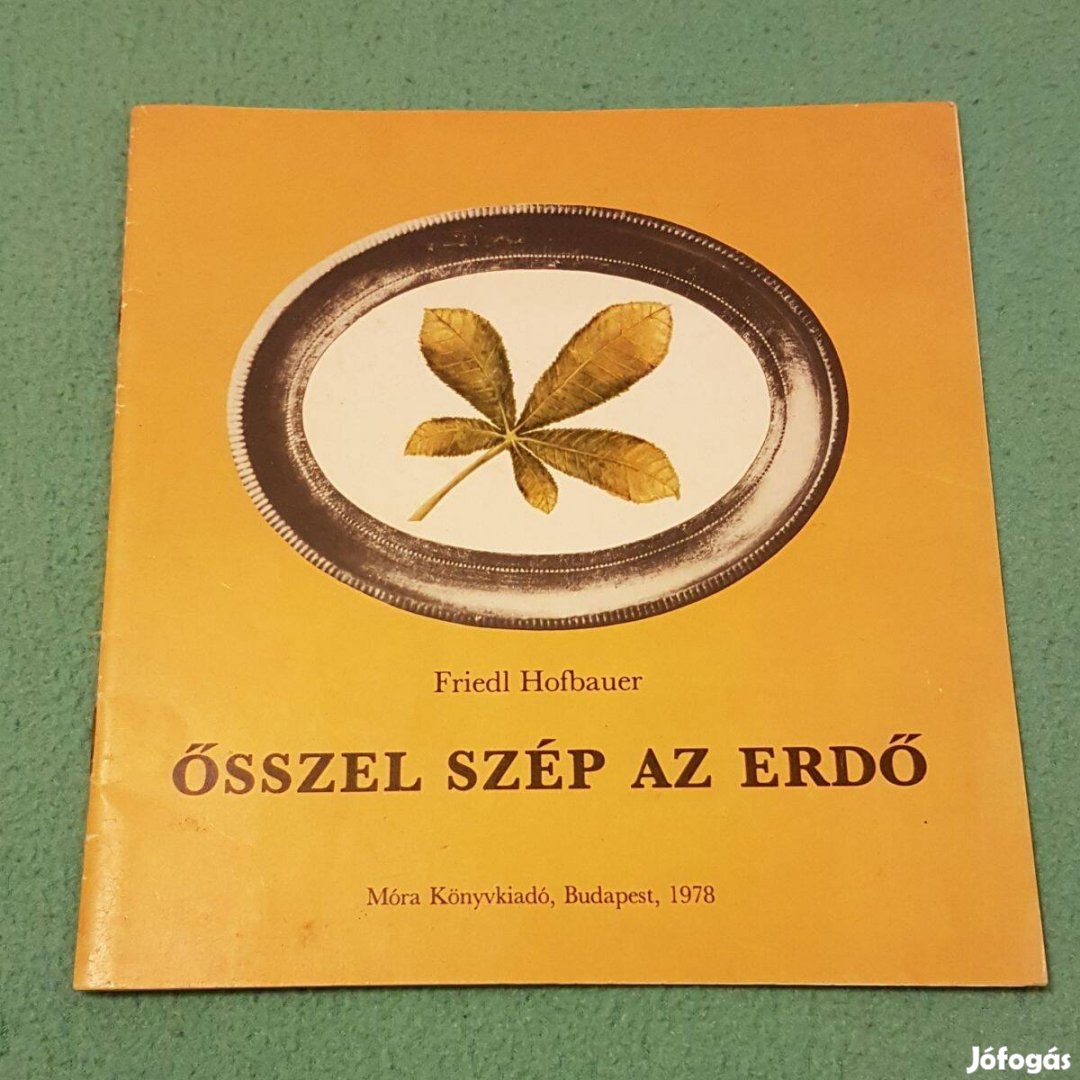 Friedl Hofbauer
ŐSSZEL SZÉP AZ ERDŐ
Móra Könyvkiadó, Budapest, 1978
Jófogás